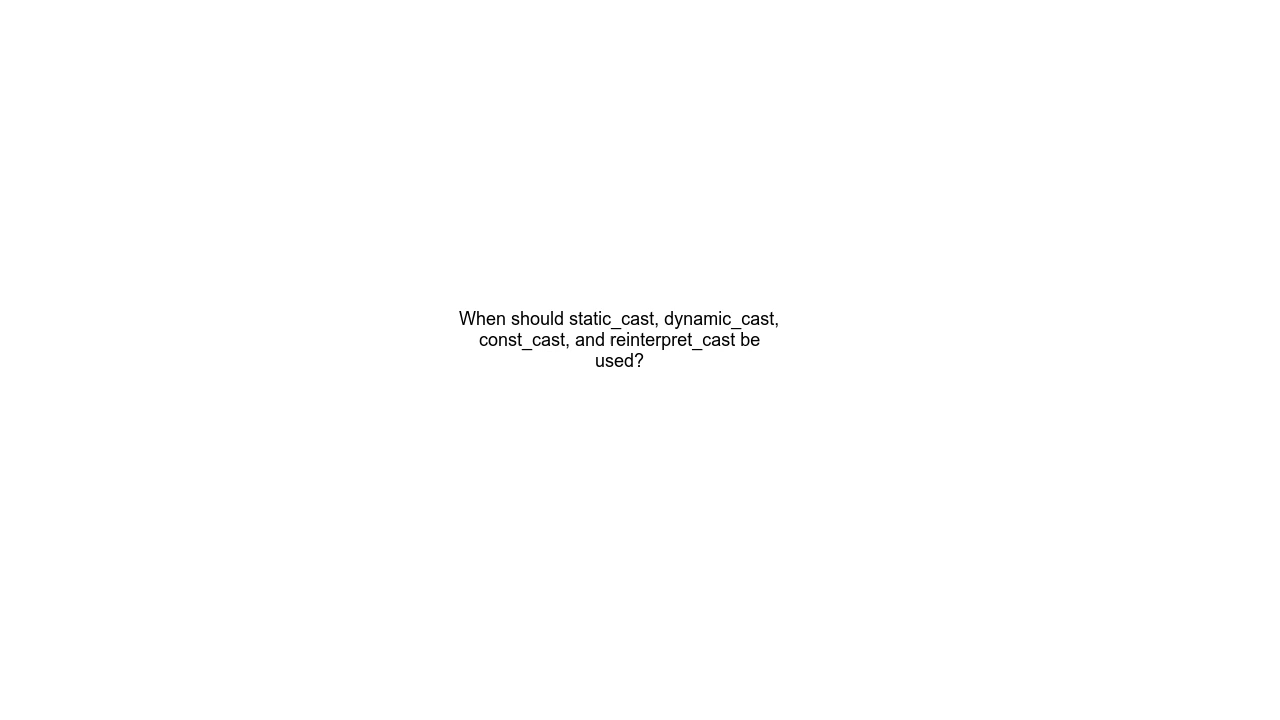 When should static_cast, dynamic_cast,
const_cast, and reinterpret_cast be
used?